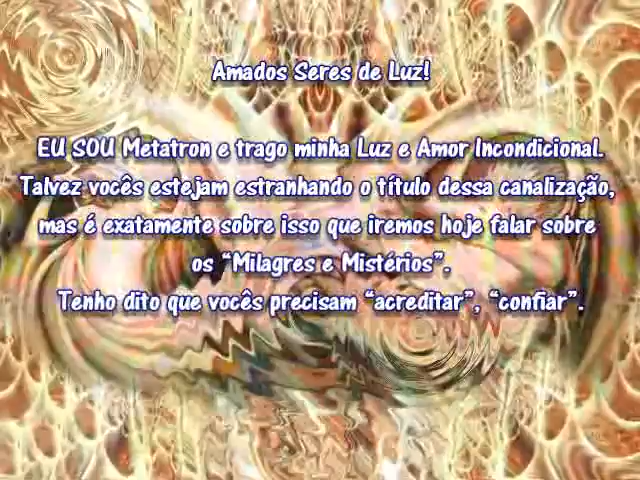 Amados Seres de Luz!
EU SOU Metatron e trago minha Luz e Amor Incondicional.
Talvez vocês estejam estranhando o título dessa canalização,
mas é exatamente sobre isso que iremos hoje falar sobre
os “Milagres e Mistérios”.
Tenho dito que vocês precisam “acreditar”, “confiar”.